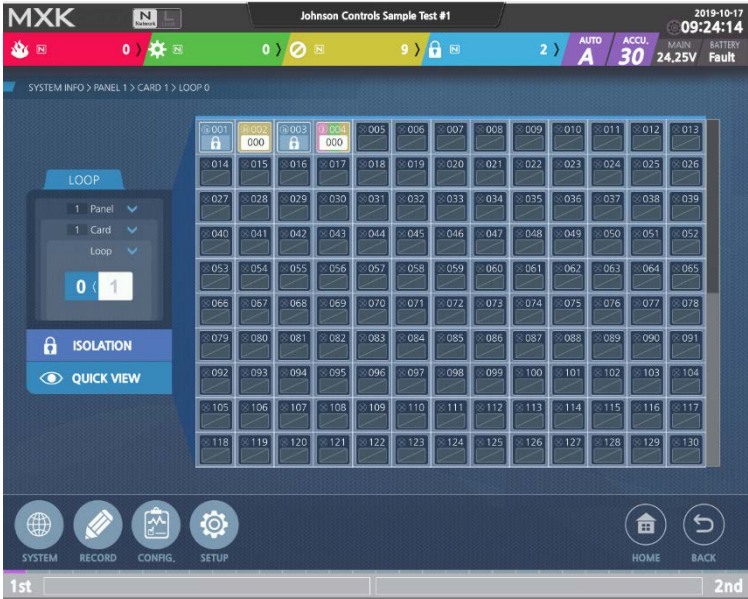 MXK N L Johnson Controls Sample Test #1 2019-10-17
Network 09:24:14
N 0 N 0 N 9 N 2 AUTO A ACCU. 30 MAIN 24.25V BATTERY Fault
SYSTEM INFO > PANEL 1 > CARD 1 > LOOP 0
001 002 003 004 005 006 007 008 009 010 011 012 013
000 000
014 015 016 017 018 019 020 021 022 023 024 025 026
LOOP
027 028 029 030 031 032 033 034 035 036 037 038 039
1 Panel
1 Card
040 041 042 043 044 045 046 047 048 049 050 051 052
Loop
053 054 055 056 057 058 059 060 061 062 063 064 065
0 1
066 067 068 069 070 071 072 073 074 075 076 077 078
079 080 081 082 083 084 085 086 087 088 089 090 091
ISOLATION
092 093 094 095 096 097 098 099 100 101 102 103 104
QUICK VIEW
105 106 107 108 109 110 111 112 113 114 115 116 117
118 119 120 121 122 123 124 125 126 127 128 129 130
SYSTEM RECORD CONFIG. SETUP HOME BACK
1st 2nd